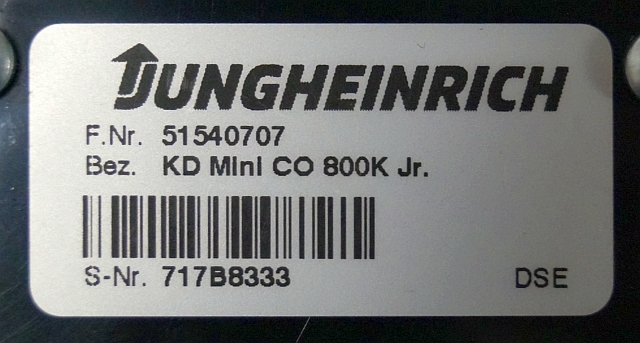 JUNGHEINRICH
F.Nr. 51540707
Bez. KD Mini CO 800K Jr.
S-Nr. 717B8333 DSE